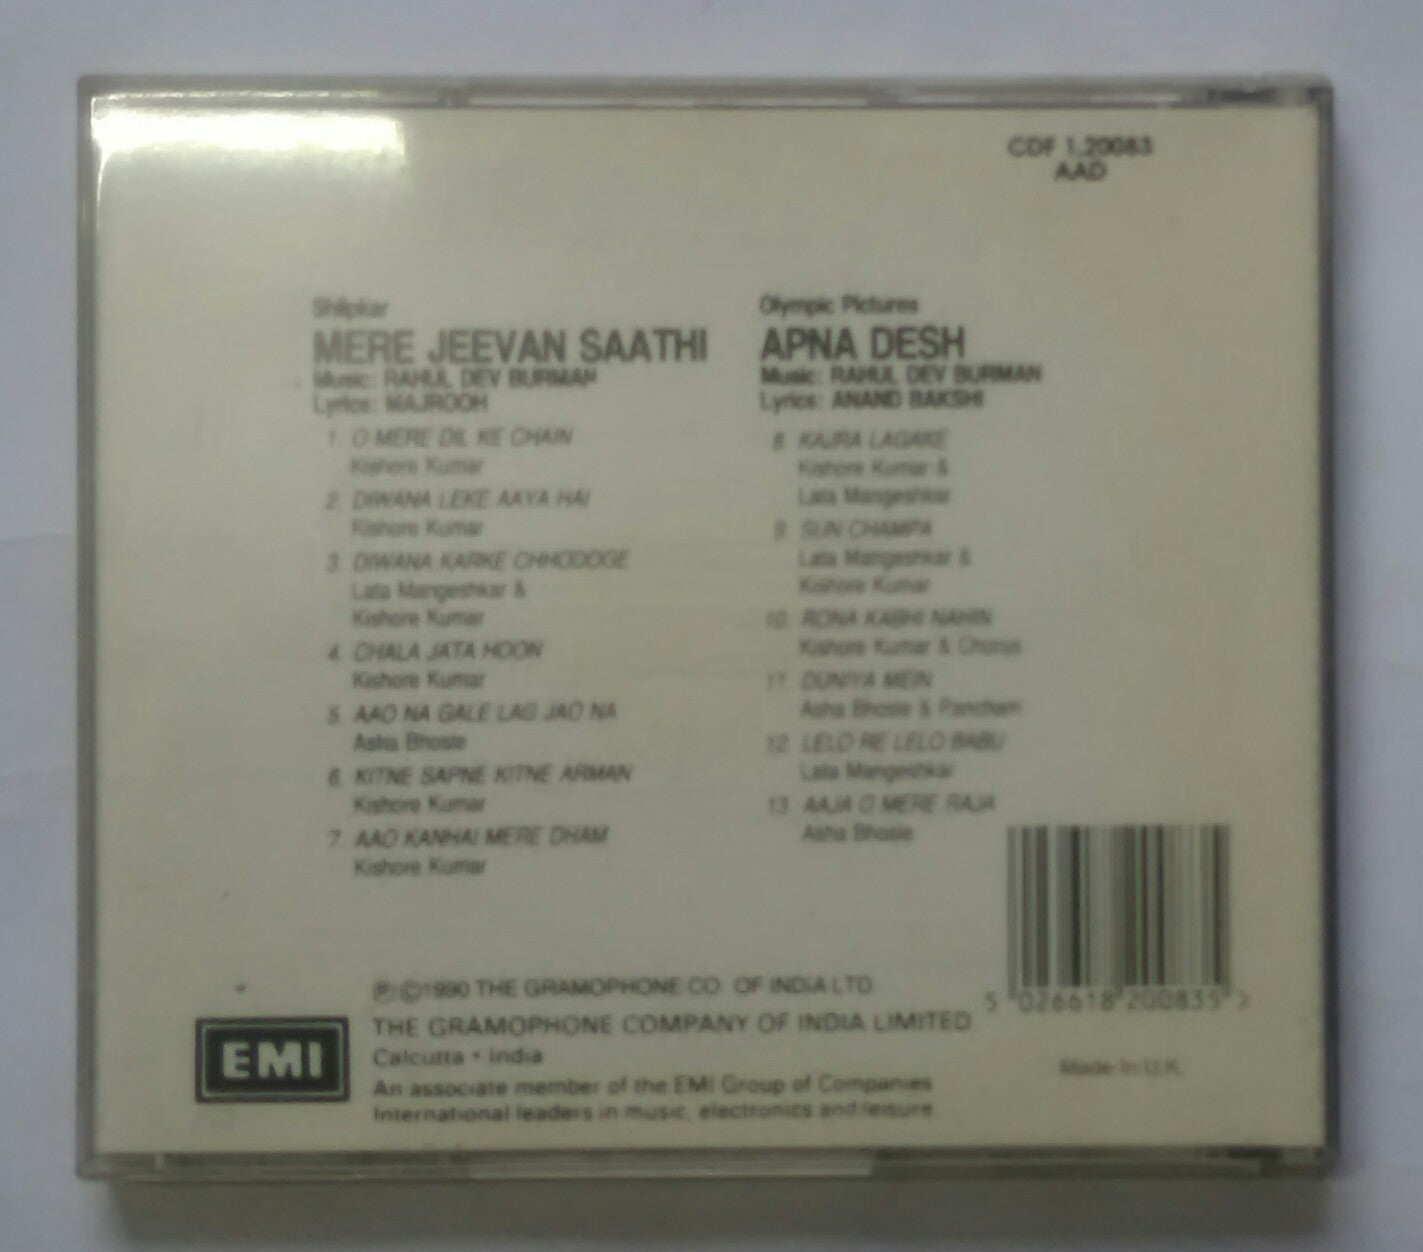 CDF 1.20083
AAD
Shilpkar
MERE JEEVAN SAATHI
Music: RAHUL DEV BURMAN
Lyrics: MAJROOH
1. O MERE DIL KE CHAIN
Kishore Kumar
2. DIWANA LEKE AAYA HAI
Kishore Kumar
3. DIWANA KARKE CHHODOGE
Lata Mangeshkar &
Kishore Kumar
4. CHALA JATA HOON
Kishore Kumar
5. AAO NA GALE LAG JAO NA
Asha Bhosle
6. KITNE SAPNE KITNE ARMAN
Kishore Kumar
7. AAO KANHAI MERE DHAM
Kishore Kumar
Olympic Pictures
APNA DESH
Music: RAHUL DEV BURMAN
Lyrics: ANAND BAKSHI
8. KAJRA LAGAKE
Kishore Kumar &
Lata Mangeshkar
9. SUN CHAMPA
Lata Mangeshkar &
Kishore Kumar
10. RONA KABHI NAHIN
Kishore Kumar & Chorus
11. DUNIYA MEIN
Asha Bhosle & Pancham
12. LELO RE LELO BABU
Lata Mangeshkar
13. AAJA O MERE RAJA
Asha Bhosle
5 026618 200835 >
℗©1990 THE GRAMOPHONE CO. OF INDIA LTD.
THE GRAMOPHONE COMPANY OF INDIA LIMITED
Calcutta • India
An associate member of the EMI Group of Companies
International leaders in music, electronics and leisure.
EMI
Made in U.K.